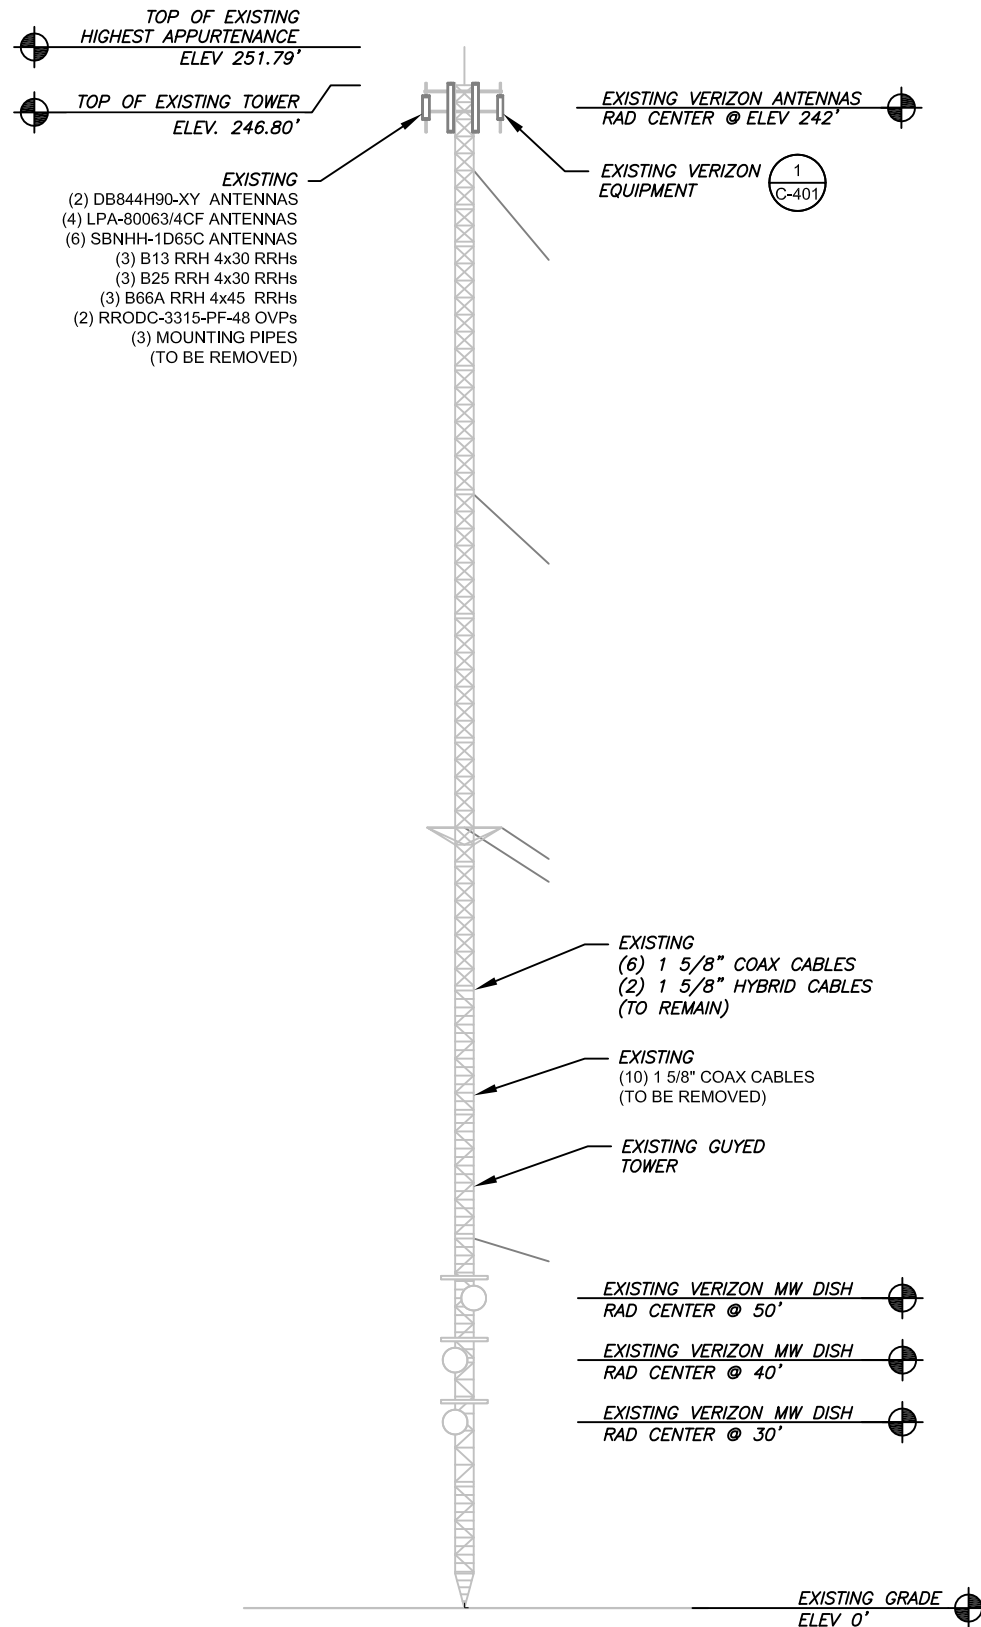 TOP OF EXISTING
HIGHEST APPURTENANCE
ELEV 251.79'
TOP OF EXISTING TOWER
ELEV. 246.80'
EXISTING VERIZON ANTENNAS
RAD CENTER @ ELEV 242'
EXISTING
(2) DB844H90-XY ANTENNAS
(4) LPA-80063/4CF ANTENNAS
(6) SBNHH-1D65C ANTENNAS
(3) B13 RRH 4x30 RRHs
(3) B25 RRH 4x30 RRHs
(3) B66A RRH 4x45 RRHs
(2) RRODC-3315-PF-48 OVPs
(3) MOUNTING PIPES
(TO BE REMOVED)
EXISTING VERIZON
EQUIPMENT
1
C-401
EXISTING
(6) 1 5/8" COAX CABLES
(2) 1 5/8" HYBRID CABLES
(TO REMAIN)
EXISTING
(10) 1 5/8" COAX CABLES
(TO BE REMOVED)
EXISTING GUYED
TOWER
EXISTING VERIZON MW DISH
RAD CENTER @ 50'
EXISTING VERIZON MW DISH
RAD CENTER @ 40'
EXISTING VERIZON MW DISH
RAD CENTER @ 30'
EXISTING GRADE
ELEV 0'